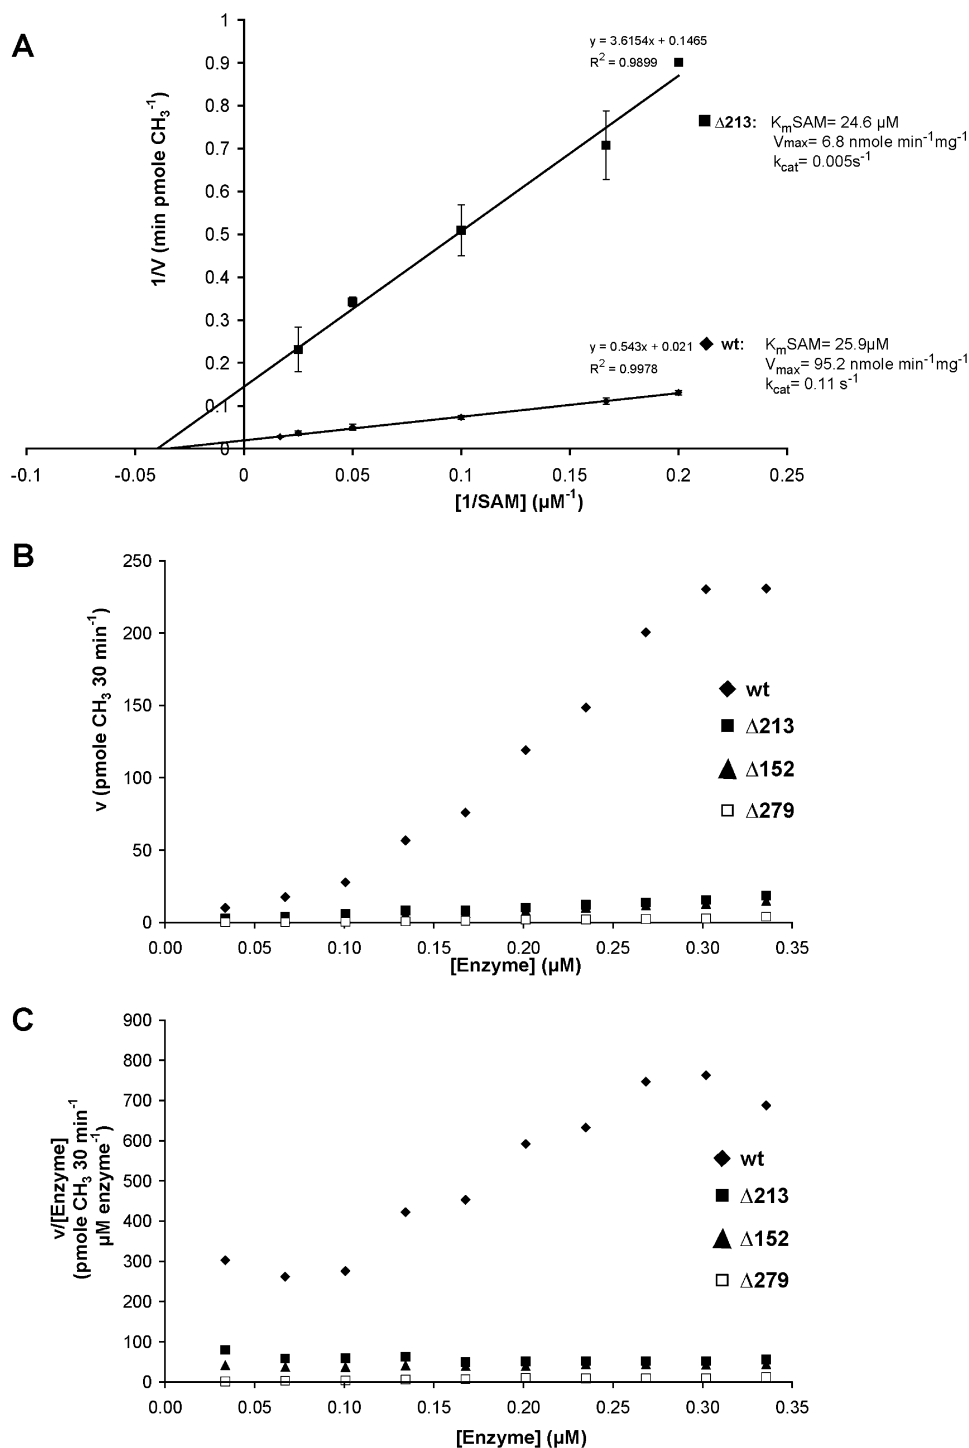 A
1/V (min pmole CH3-1)
1
0.9
0.8
0.7
0.6
0.5
0.4
0.3
0.2
0.1
0
y = 3.6154x + 0.1465
R2 = 0.9899
Δ213: KmSAM= 24.6 µM
Vmax= 6.8 nmole min-1mg-1
kcat= 0.005s-1
y = 0.543x + 0.021
R2 = 0.9978
wt: KmSAM= 25.9µM
Vmax= 95.2 nmole min-1mg-1
kcat= 0.11 s-1
-0.1 -0.05 0 0.05 0.1 0.15 0.2 0.25
[1/SAM] (µM-1)
B
v (pmole CH3 30 min-1)
250
200
150
100
50
0
wt
Δ213
Δ152
Δ279
0.00 0.05 0.10 0.15 0.20 0.25 0.30 0.35
[Enzyme] (µM)
C
v/[Enzyme]
(pmole CH3 30 min-1
µM enzyme-1)
900
800
700
600
500
400
300
200
100
0
wt
Δ213
Δ152
Δ279
0.00 0.05 0.10 0.15 0.20 0.25 0.30 0.35
[Enzyme] (µM)